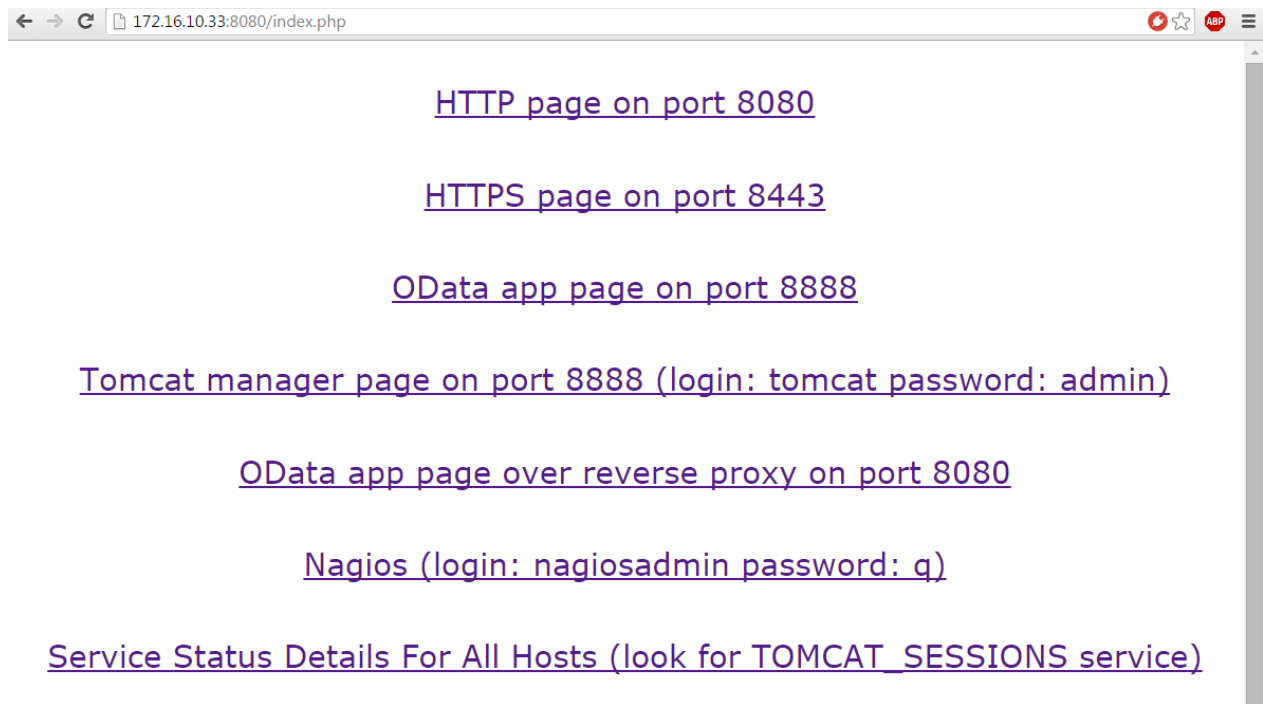 172.16.10.33:8080/index.php
ABP
HTTP page on port 8080
HTTPS page on port 8443
OData app page on port 8888
Tomcat manager page on port 8888 (login: tomcat password: admin)
OData app page over reverse proxy on port 8080
Nagios (login: nagiosadmin password: q)
Service Status Details For All Hosts (look for TOMCAT_SESSIONS service)